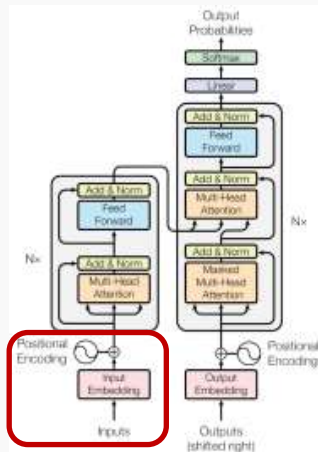 Output
Probabilities
Softmax
Linear
Add & Norm
Feed
Forward
Add & Norm
Multi-Head
Attention
Add & Norm
Masked
Multi-Head
Attention
Nx
Add & Norm
Feed
Forward
Add & Norm
Multi-Head
Attention
Nx
Positional
Encoding
Input
Embedding
Inputs
Positional
Encoding
Output
Embedding
Outputs
(shifted right)